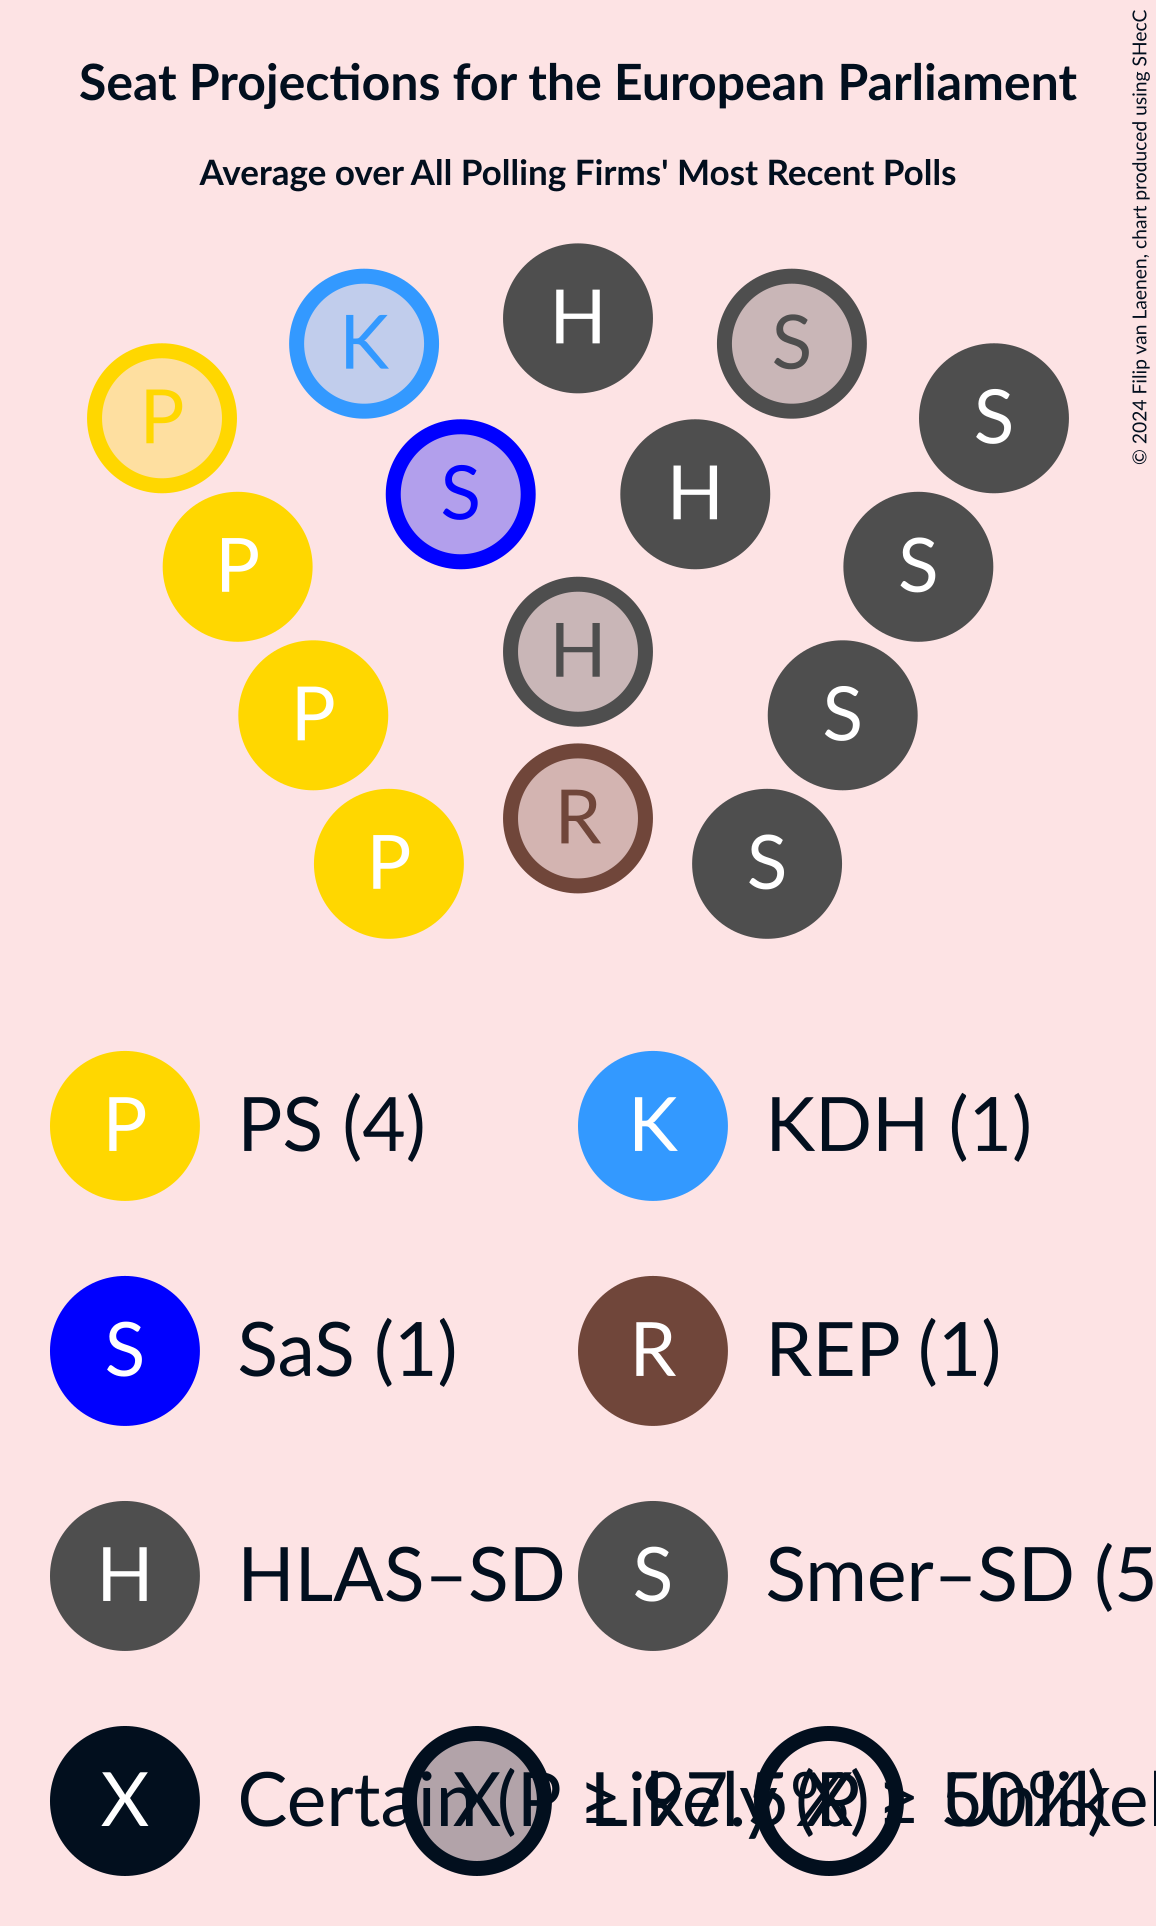 Seat Projections for the European Parliament
Average over All Polling Firms' Most Recent Polls
© 2024 Filip van Laenen, chart produced using SHecC
H
K
S
P
S
S
H
P
S
H
P
S
R
P
S
P PS (4)
K KDH (1)
S SaS (1)
R REP (1)
H HLAS–SD
S Smer–SD (5
X Certain (P ≥ 97.5%)
X Likely (P ≥ 50%)
X